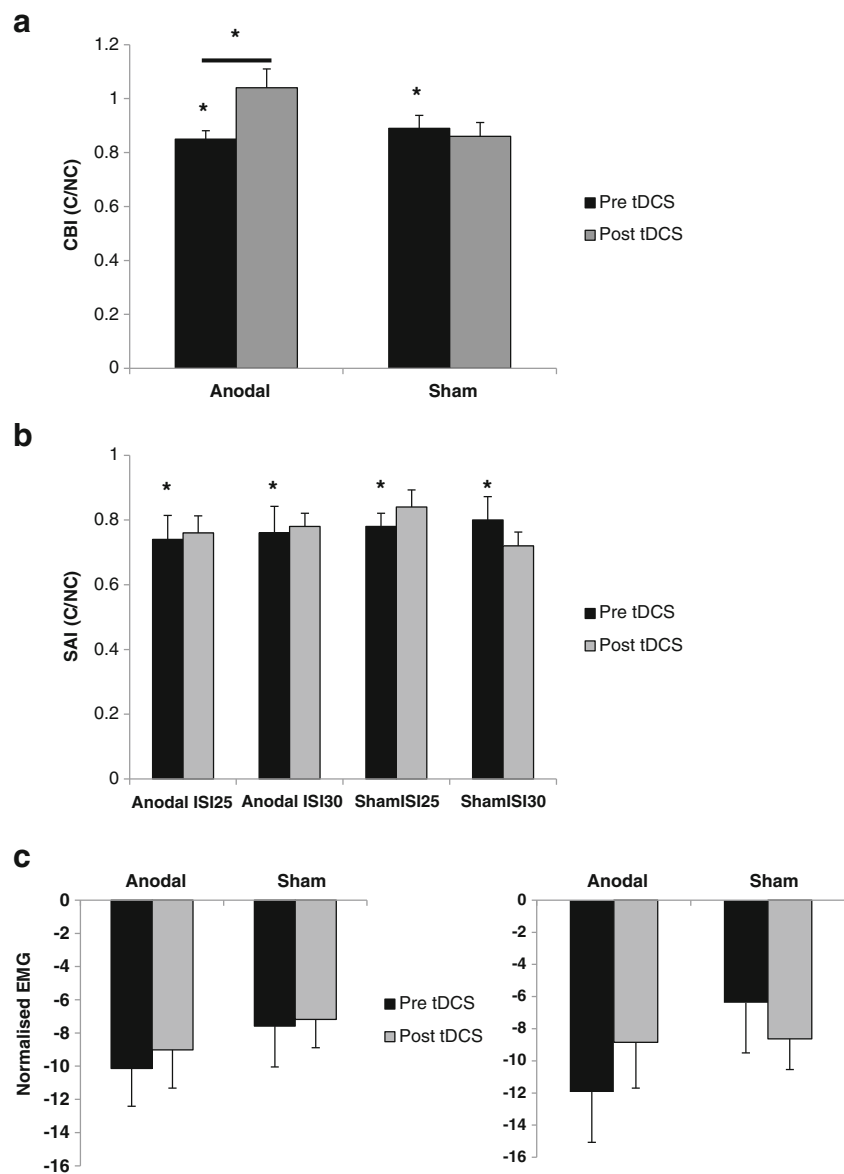 a
*
1.2
1
0.8
0.6
0.4
0.2
0
CBI (C/NC)
*
*
Anodal
Sham
Pre tDCS
Post tDCS
b
1
0.8
0.6
0.4
0.2
0
SAI (C/NC)
*
*
*
*
Anodal ISI25
Anodal ISI30
ShamISI25
ShamISI30
Pre tDCS
Post tDCS
c
Anodal
Sham
0
-2
-4
-6
-8
-10
-12
-14
-16
Normalised EMG
Pre tDCS
Post tDCS
Anodal
Sham
0
-2
-4
-6
-8
-10
-12
-14
-16